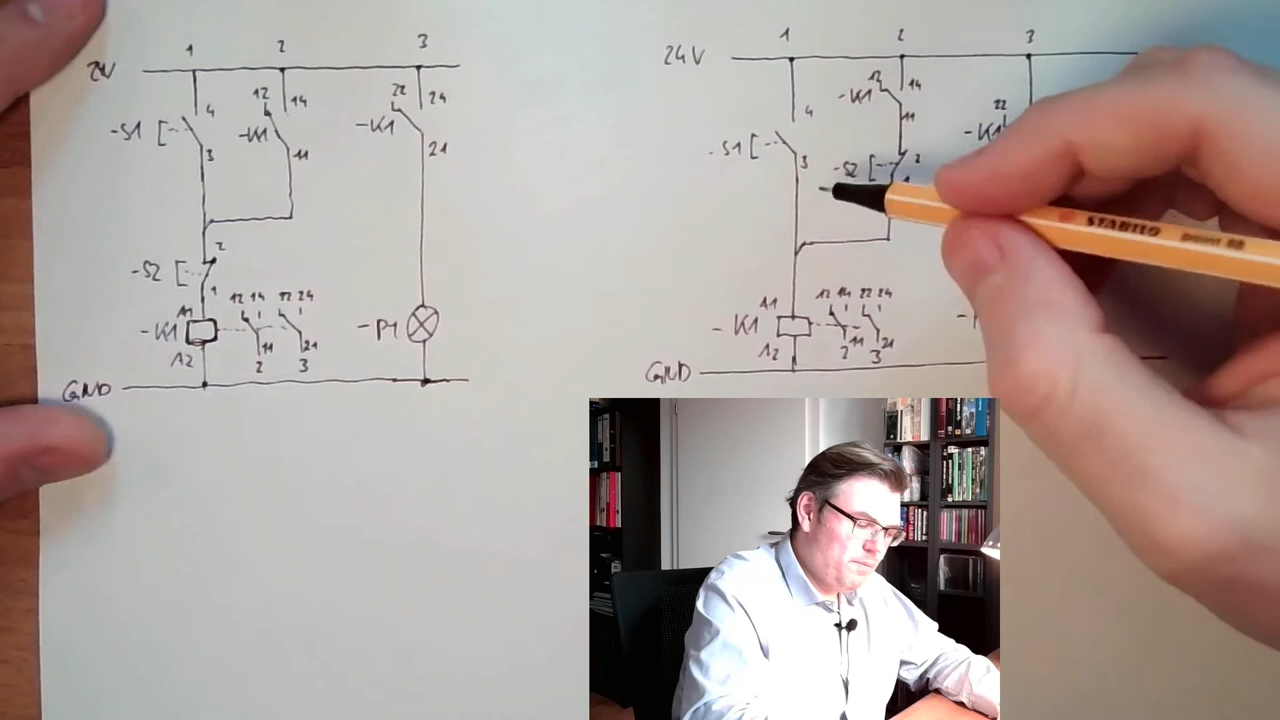 1 2 3
24V
4 12 14 22 24
-S1 -K1 -K1
3 11 21
2
-S2
1
A1 12 14 22 24
-K1 -P1
A2 11 21
2 3
GND
1 2 3
24V
12 14
-K1
4 11 22
-K1
-S1 3 -S2 2
A1 12 14 22 24
-K1
A2 11 21
2 3
GND
STABILO point 88